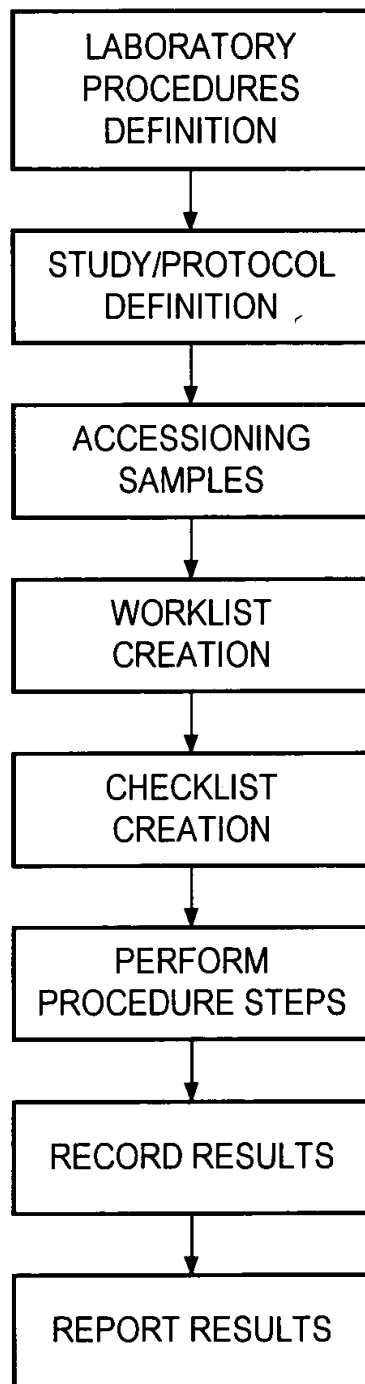 LABORATORY
PROCEDURES
DEFINITION
STUDY/PROTOCOL
DEFINITION
ACCESSIONING
SAMPLES
WORKLIST
CREATION
CHECKLIST
CREATION
PERFORM
PROCEDURE STEPS
RECORD RESULTS
REPORT RESULTS